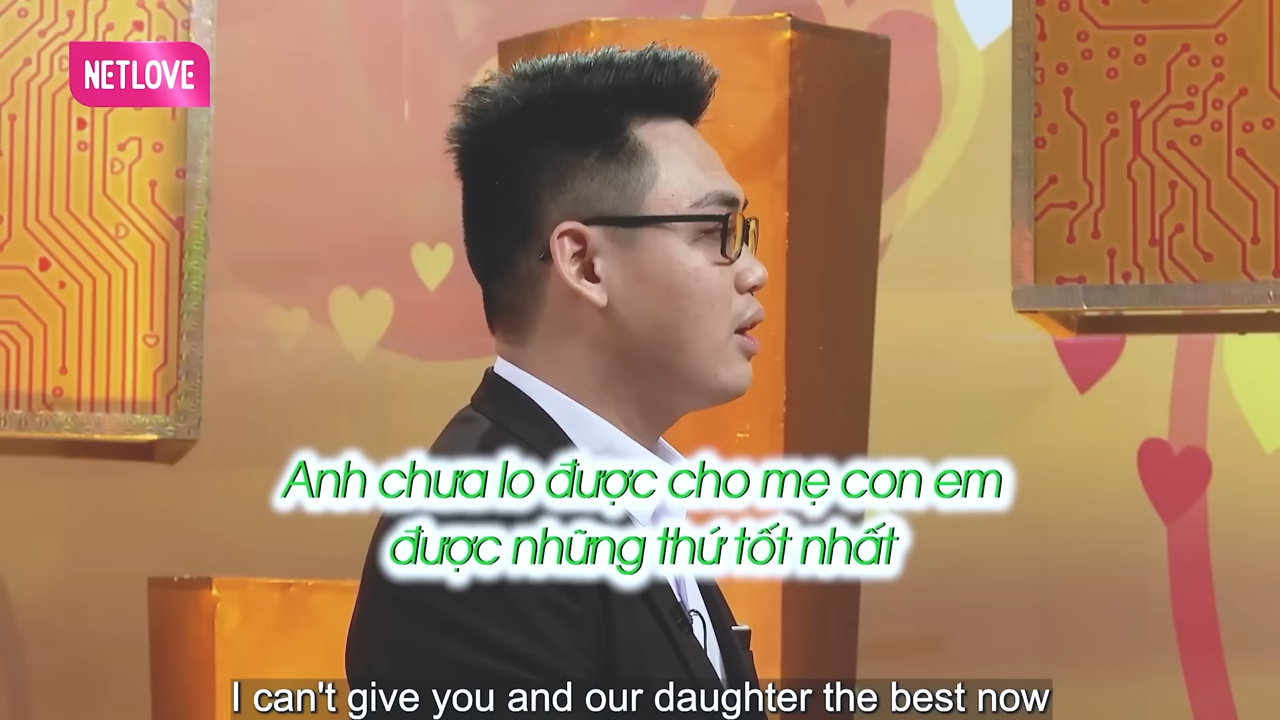 NETLOVE
Anh chưa lo được cho mẹ con em
được những thứ tốt nhất
I can't give you and our daughter the best now